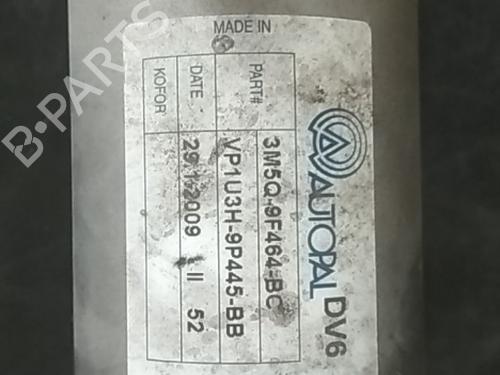 AUTOPAL DV6
PART# 3M5Q-9F464-BC
VP1U3H-9P445-BB
DATE 29.1.2009 II 52
KOFOR
MADE IN
B-PARTS